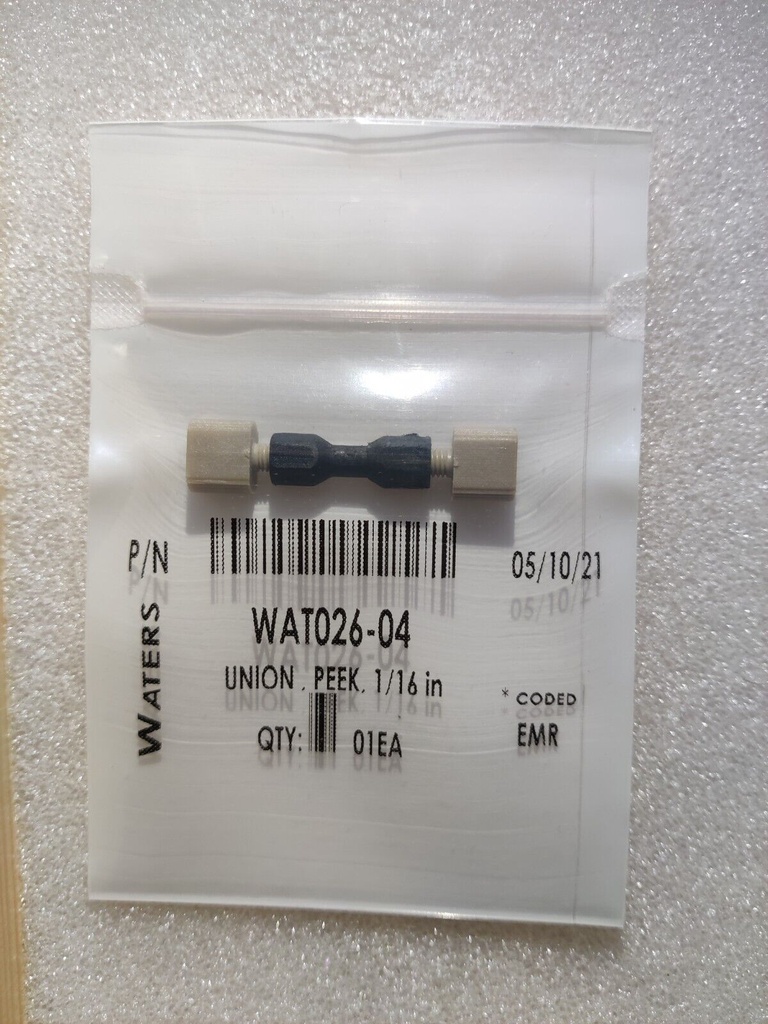 P/N
05/10/21
WATERS
WAT026-04
UNION , PEEK, 1/16 in
* CODED
QTY: 01EA
EMR